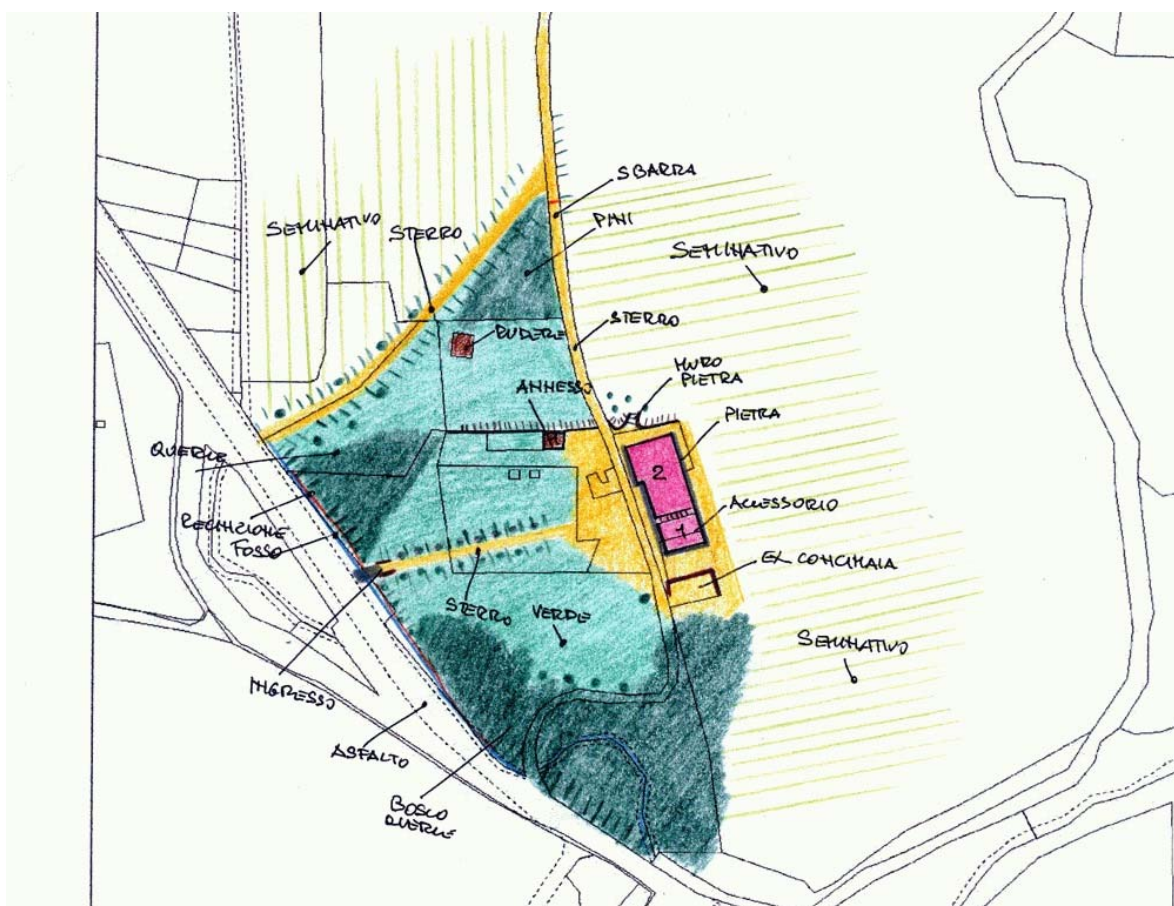 SBARRA
PINI
SEMINATIVO
STERRO
SEMINATIVO
STERRO
RUDERE
MURO
PIETRA
ANNESSO
PIETRA
QUERCE
2
ACCESSORIO
RECINZIONE
FOSSO
1
EX CONCIMAIA
STERRO
VERDE
SEMINATIVO
INGRESSO
ASFALTO
BOSCO
QUERCE